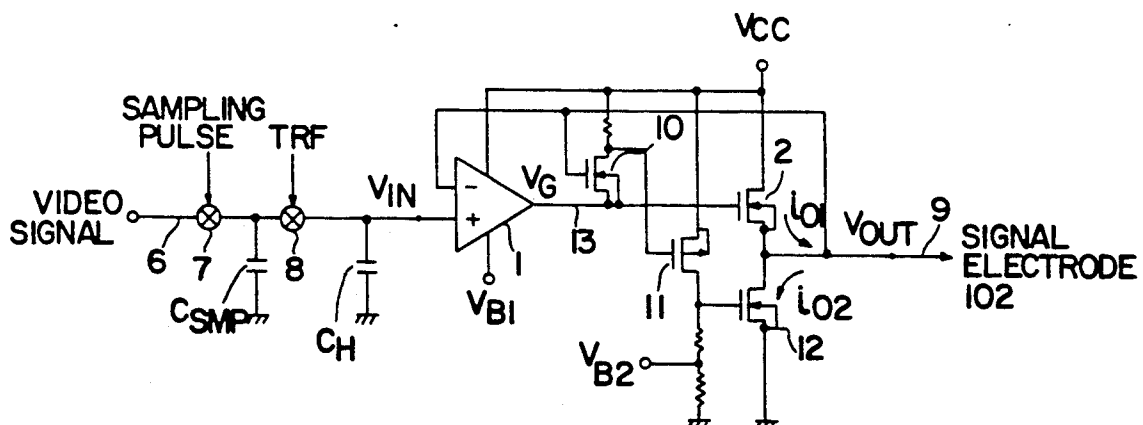 VCC
SAMPLING
PULSE
TRF
10
2
VIDEO
SIGNAL
VIN
VG
iO1
VOUT
9
SIGNAL
ELECTRODE
102
6
7
8
1
13
CSMP
CH
VB1
11
iO2
12
VB2